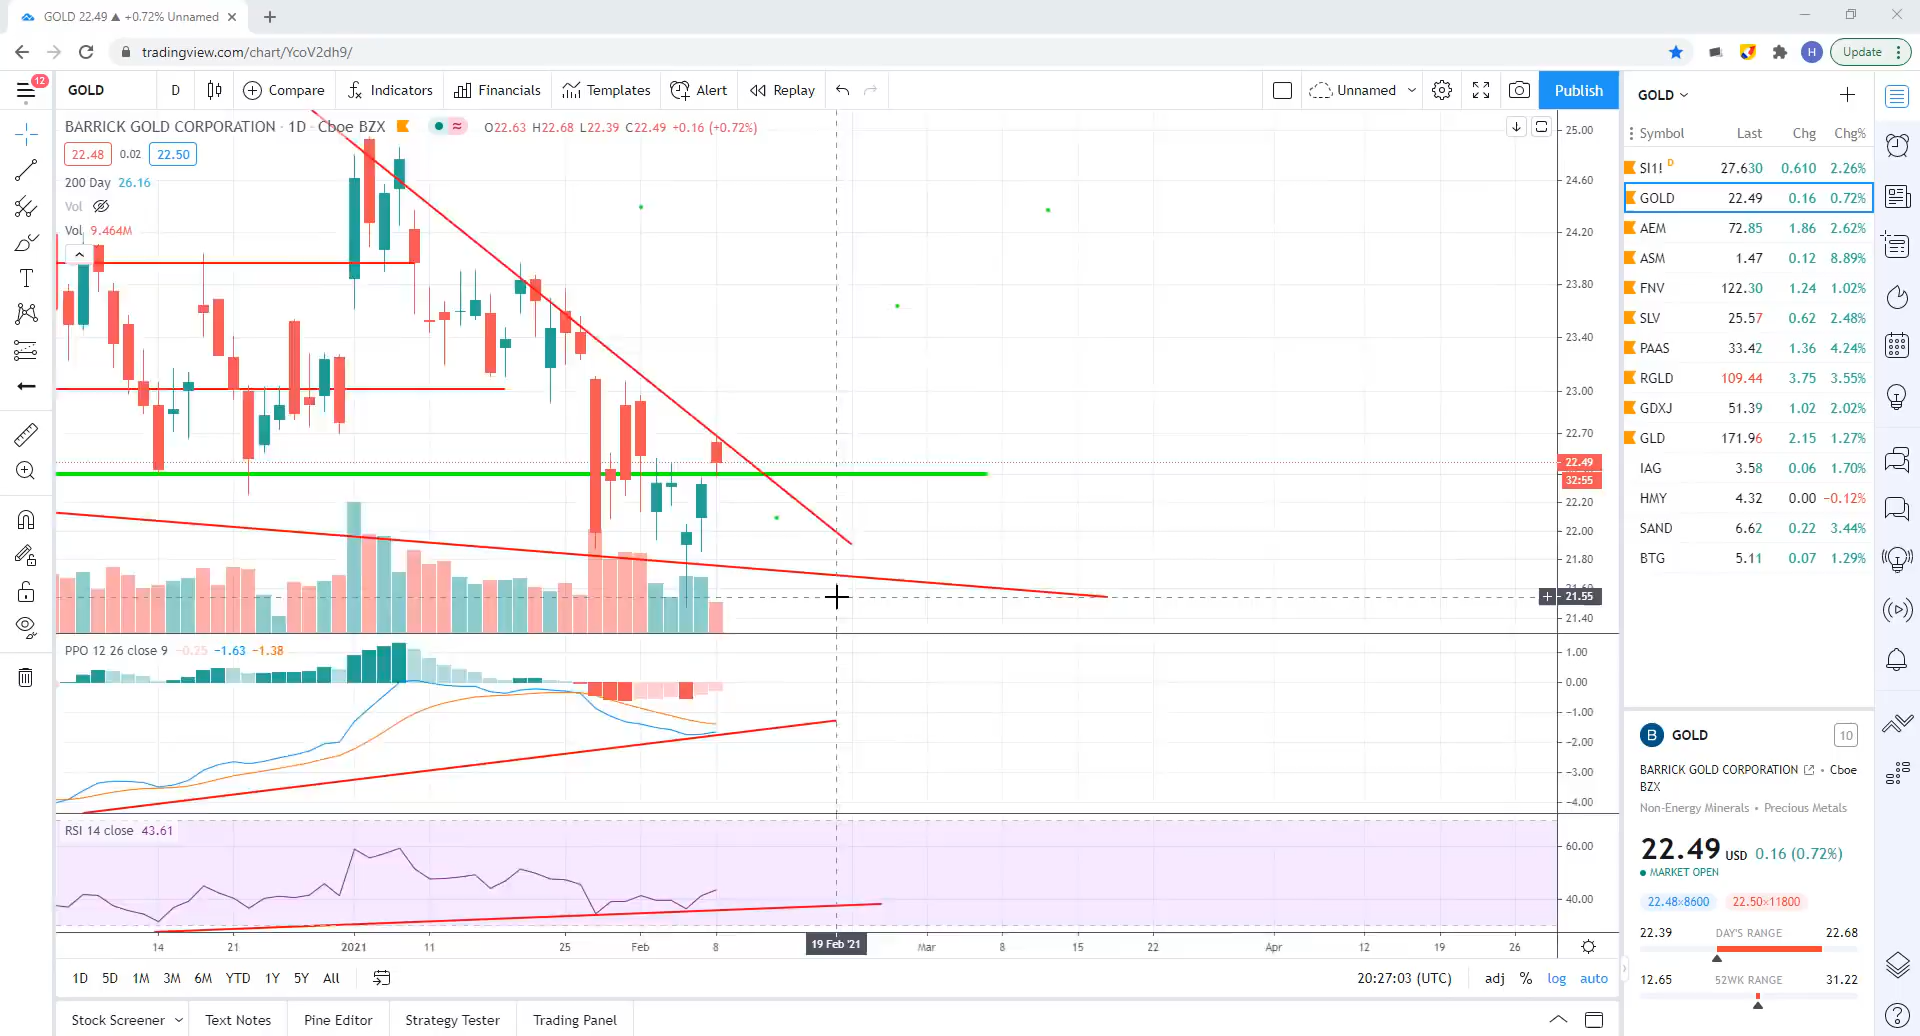 GOLD 22.49 ▲ +0.72% Unnamed
tradingview.com/chart/YcoV2dh9/
H
Update
12
GOLD
D
Compare
Indicators
Financials
Templates
Alert
Replay
Unnamed
Publish
BARRICK GOLD CORPORATION · 1D · Cboe BZX
O22.63 H22.68 L22.39 C22.49 +0.16 (+0.72%)
22.48 0.02 22.50
200 Day 26.16
Vol
Vol 9.464M
25.00
24.60
24.20
23.80
23.40
23.00
22.70
22.49
32:55
22.20
22.00
21.80
21.60
21.55
21.40
PPO 12 26 close 9 −0.25 −1.63 −1.38
1.00
0.00
−1.00
−2.00
−3.00
−4.00
RSI 14 close 43.61
60.00
40.00
14 21 2021 11 25 Feb 8 19 Feb '21 Mar 8 15 22 Apr 12 19 26
1D 5D 1M 3M 6M YTD 1Y 5Y All
20:27:03 (UTC) adj % log auto
Stock Screener Text Notes Pine Editor Strategy Tester Trading Panel
GOLD
Symbol Last Chg Chg%
SI1! D 27.630 0.610 2.26%
GOLD 22.49 0.16 0.72%
AEM 72.85 1.86 2.62%
ASM 1.47 0.12 8.89%
FNV 122.30 1.24 1.02%
SLV 25.57 0.62 2.48%
PAAS 33.42 1.36 4.24%
RGLD 109.44 3.75 3.55%
GDXJ 51.39 1.02 2.02%
GLD 171.96 2.15 1.27%
IAG 3.58 0.06 1.70%
HMY 4.32 0.00 −0.12%
SAND 6.62 0.22 3.44%
BTG 5.11 0.07 1.29%
B GOLD 10
BARRICK GOLD CORPORATION • Cboe
BZX
Non-Energy Minerals • Precious Metals
22.49 USD 0.16 (0.72%)
MARKET OPEN
22.48×8600 22.50×11800
22.39 DAY'S RANGE 22.68
12.65 52WK RANGE 31.22